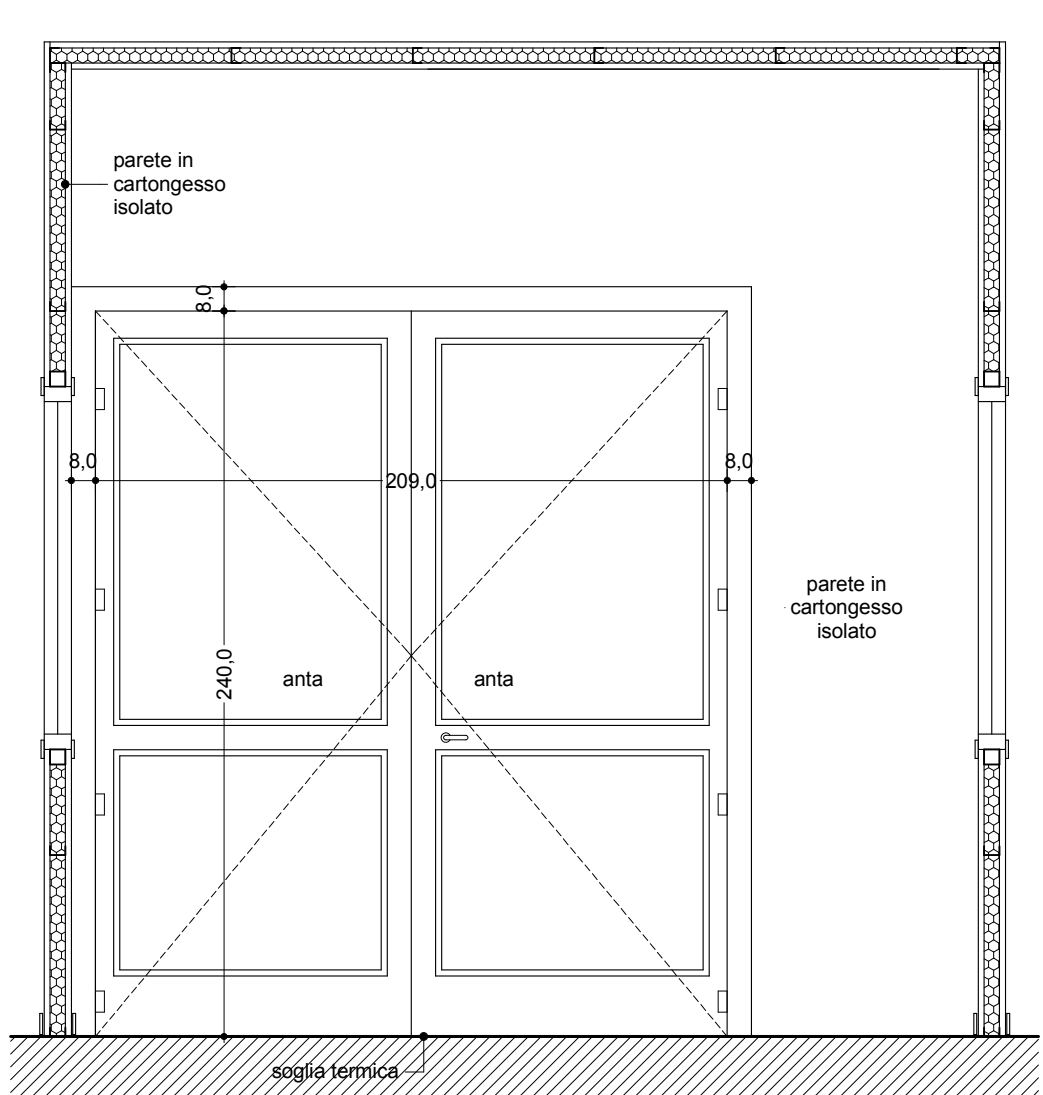 parete in
cartongesso
isolato
8,0
8,0
209,0
8,0
parete in
cartongesso
isolato
240,0
anta
anta
soglia termica